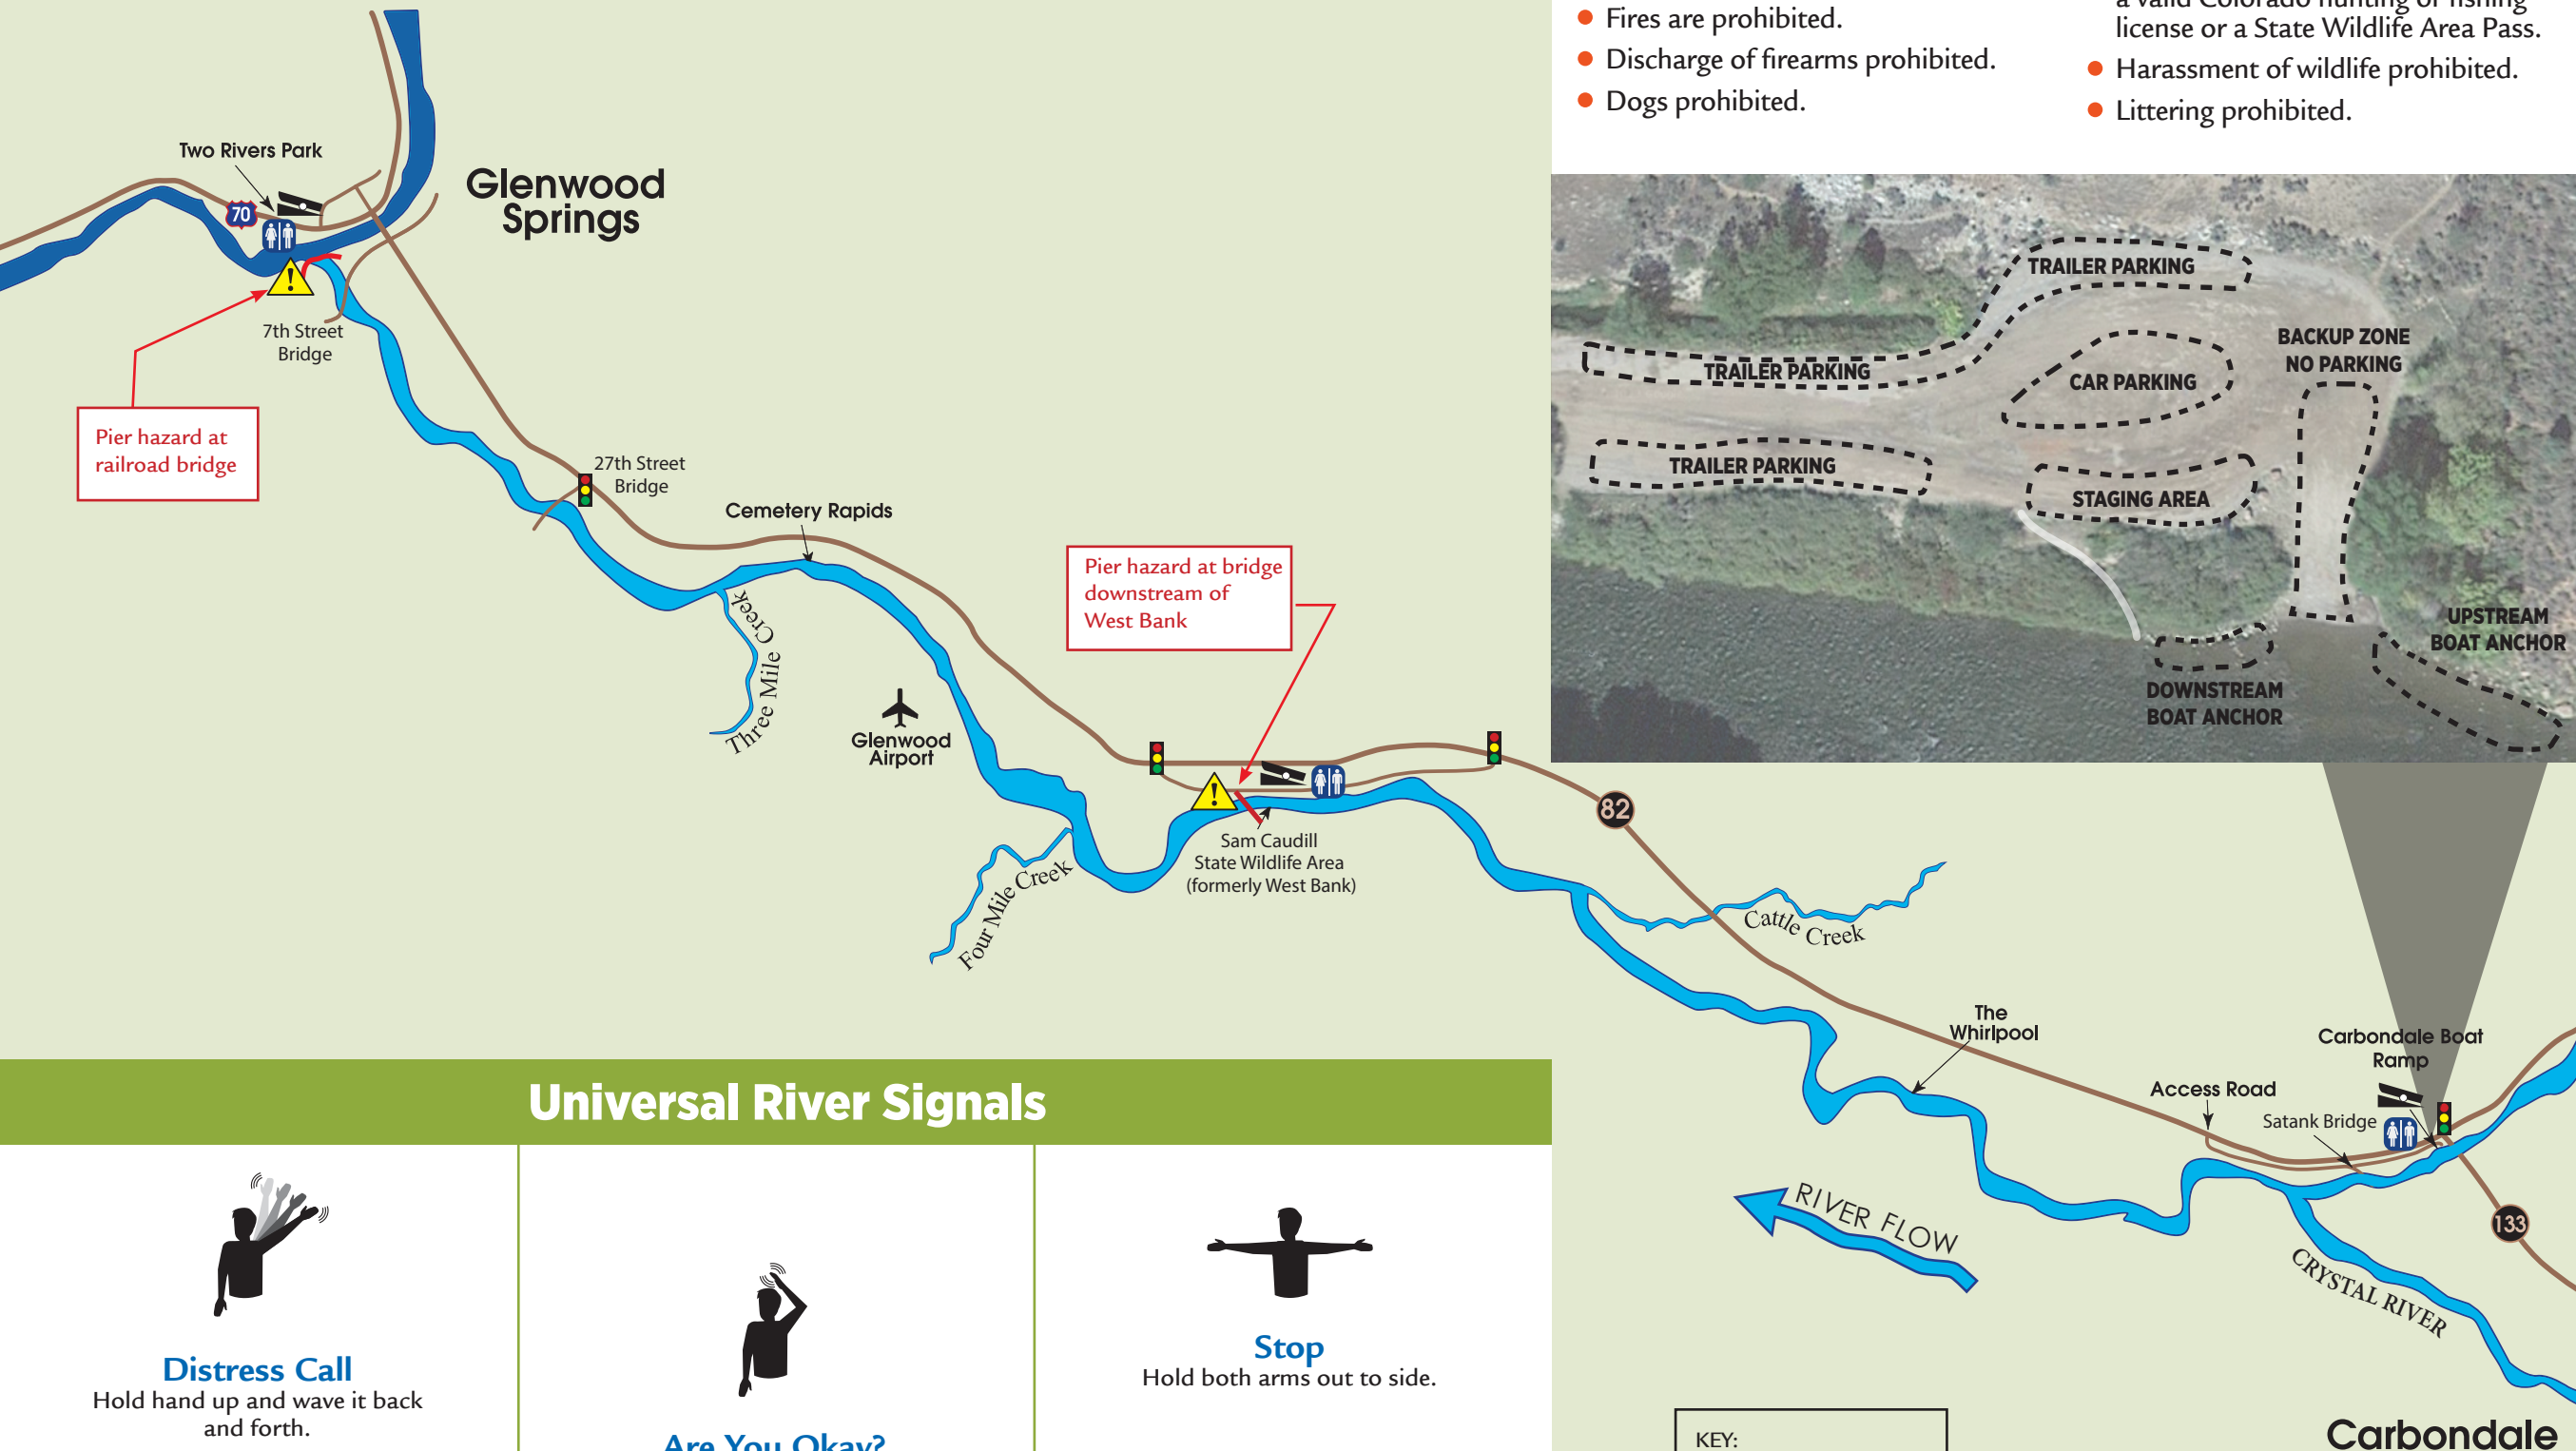 Fires are prohibited.
Discharge of firearms prohibited.
Dogs prohibited.
a valid Colorado hunting or fishing
license or a State Wildlife Area Pass.
Harassment of wildlife prohibited.
Littering prohibited.
Two Rivers Park
70
Glenwood
Springs
7th Street
Bridge
Pier hazard at
railroad bridge
27th Street
Bridge
Cemetery Rapids
Three Mile Creek
Glenwood
Airport
Pier hazard at bridge
downstream of
West Bank
Sam Caudill
State Wildlife Area
(formerly West Bank)
Four Mile Creek
82
Cattle Creek
TRAILER PARKING
TRAILER PARKING
CAR PARKING
BACKUP ZONE
NO PARKING
TRAILER PARKING
STAGING AREA
UPSTREAM
BOAT ANCHOR
DOWNSTREAM
BOAT ANCHOR
The
Whirlpool
Carbondale Boat
Ramp
Access Road
Satank Bridge
133
RIVER FLOW
CRYSTAL RIVER
Carbondale
KEY:
Universal River Signals
Distress Call
Hold hand up and wave it back
and forth.
Are You Okay?
Stop
Hold both arms out to side.